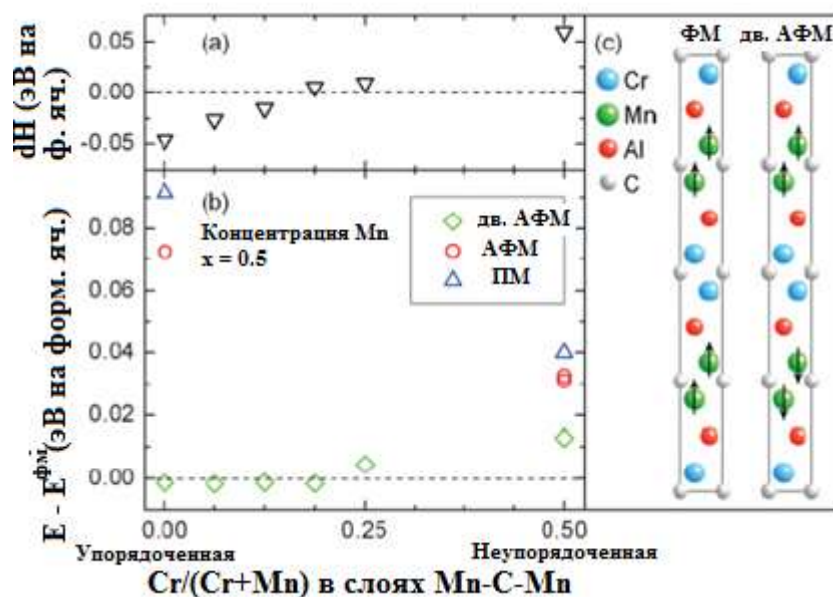 dH (эВ на
ф. яч.
0.05
0.00
-0.05
(a)
(c)
ФМ
дв. АФМ
Cr
Mn
Al
C
E - Eфм (эВ на форм. яч.)
0.08
0.06
0.04
0.02
0.00
(b)
Концентрация Mn
x = 0.5
дв. АФМ
АФМ
ПМ
0.00
0.25
0.50
Упорядоченная
Неупорядоченная
Cr/(Cr+Mn) в слоях Mn-C-Mn